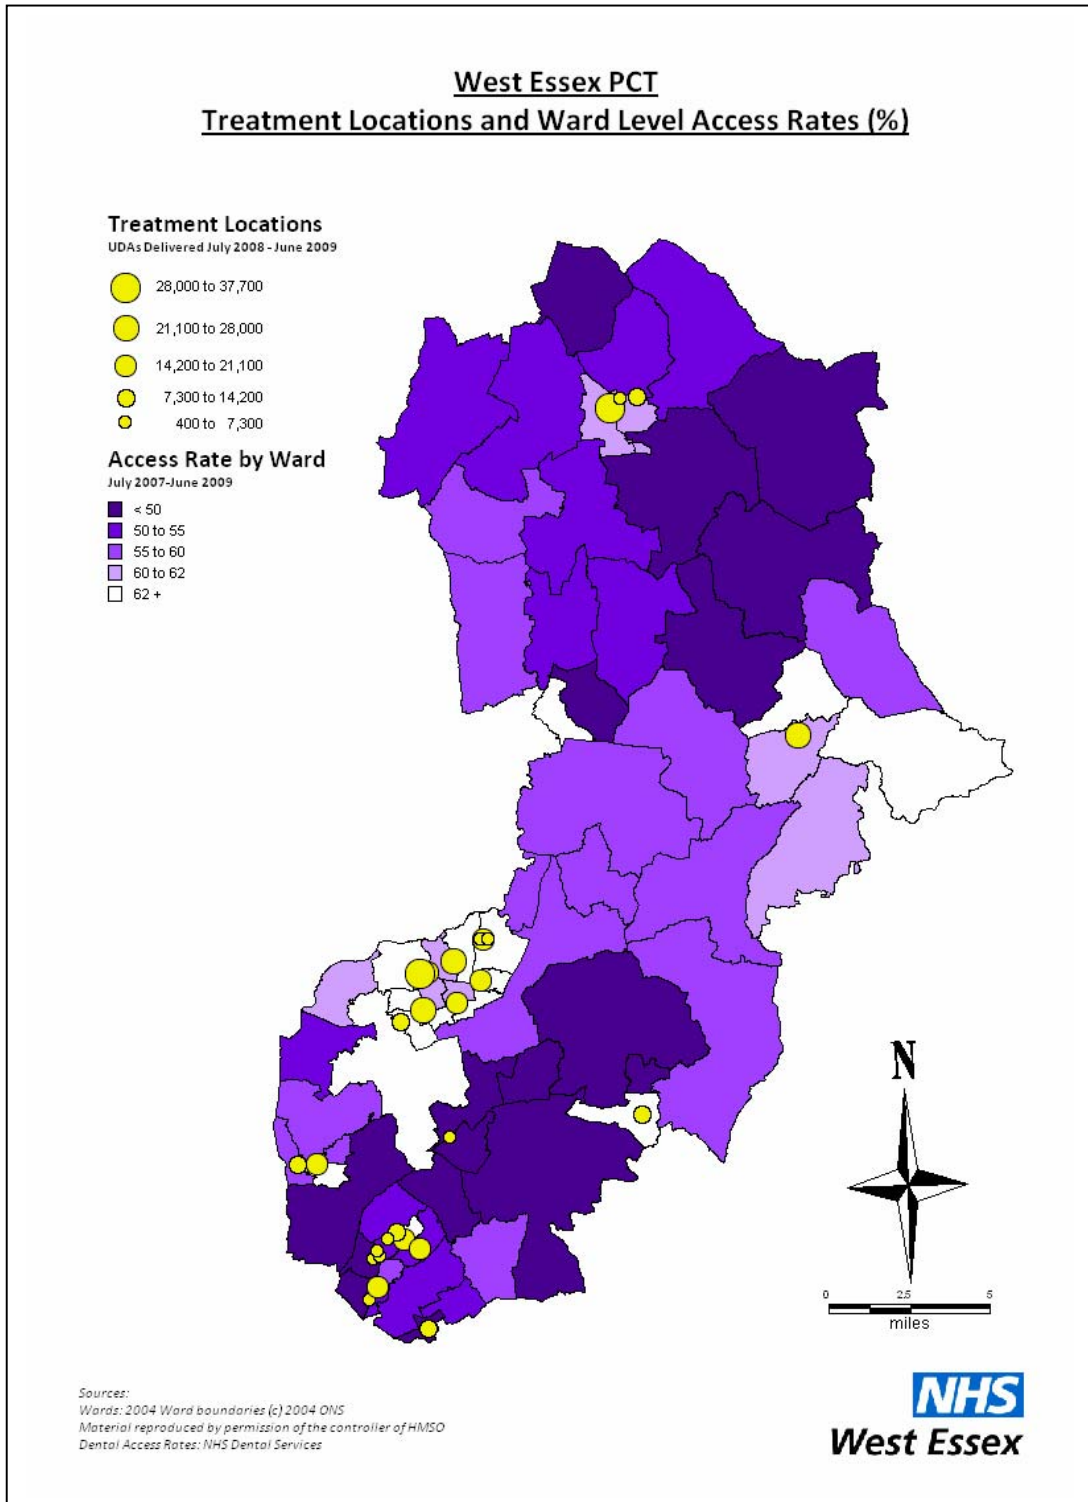 West Essex PCT
Treatment Locations and Ward Level Access Rates (%)
Treatment Locations
UDAs Delivered July 2008 - June 2009
28,000 to 37,700
21,100 to 28,000
14,200 to 21,100
7,300 to 14,200
400 to 7,300
Access Rate by Ward
July 2007-June 2009
< 50
50 to 55
55 to 60
60 to 62
62 +
N
0 2.5 5
miles
Sources:
Wards: 2004 Ward boundaries (c) 2004 ONS
Material reproduced by permission of the controller of HMSO
Dental Access Rates: NHS Dental Services
NHS
West Essex